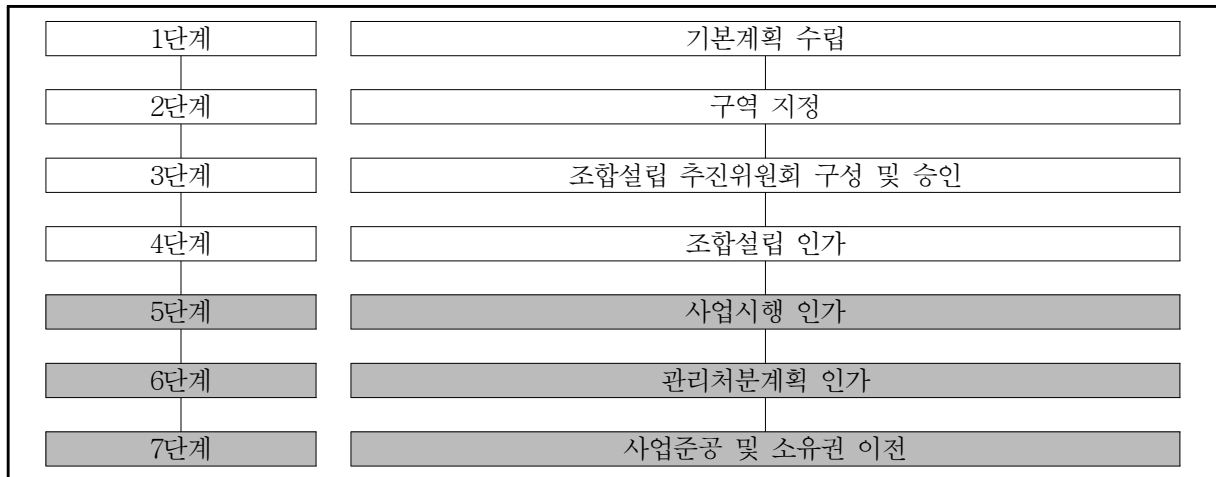 1단계 기본계획 수립
2단계 구역 지정
3단계 조합설립 추진위원회 구성 및 승인
4단계 조합설립 인가
5단계 사업시행 인가
6단계 관리처분계획 인가
7단계 사업준공 및 소유권 이전